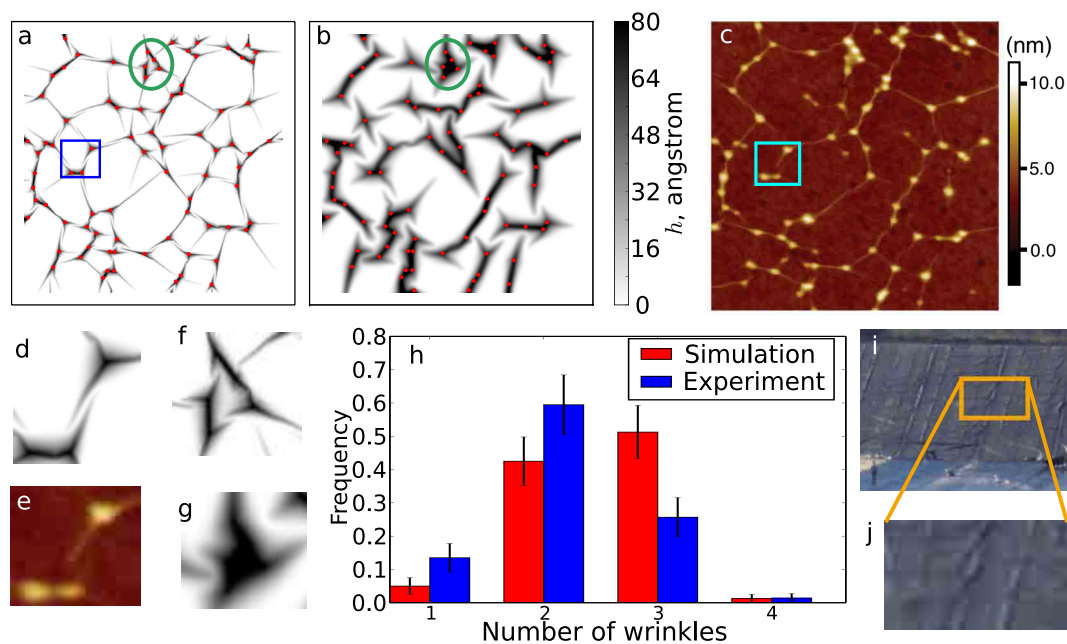 a
b
80
64
48
32
16
0
h, angstrom
c
(nm)
10.0
5.0
0.0
d
f
e
g
h
Simulation
Experiment
0.8
0.7
0.6
0.5
0.4
0.3
0.2
0.1
0.0
Frequency
1 2 3 4
Number of wrinkles
i
j